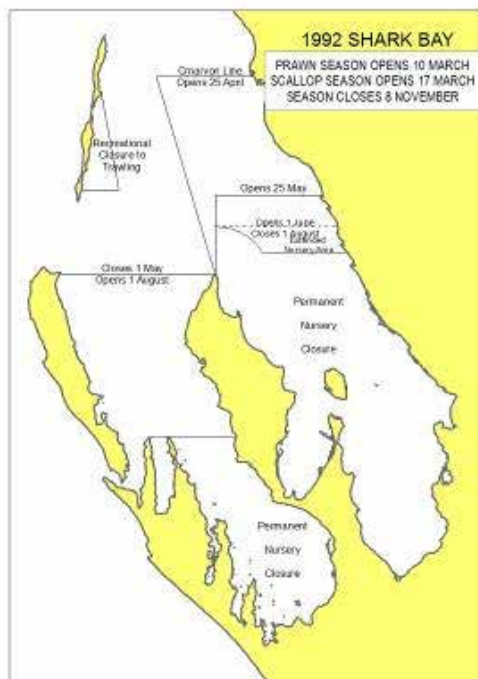 1992 SHARK BAY
PRAWN SEASON OPENS 10 MARCH
SCALLOP SEASON OPENS 17 MARCH
SEASON CLOSES 8 NOVEMBER
Cmarvon Line
Opens 25 April
Recreational
Closure to
Trawling
Opens 25 May
Opens 1 June
Closes 1 August
Extended
Nursery Area
Closes 1 May
Opens 1 August
Permanent
Nursery
Closure
Permanent
Nursery
Closure